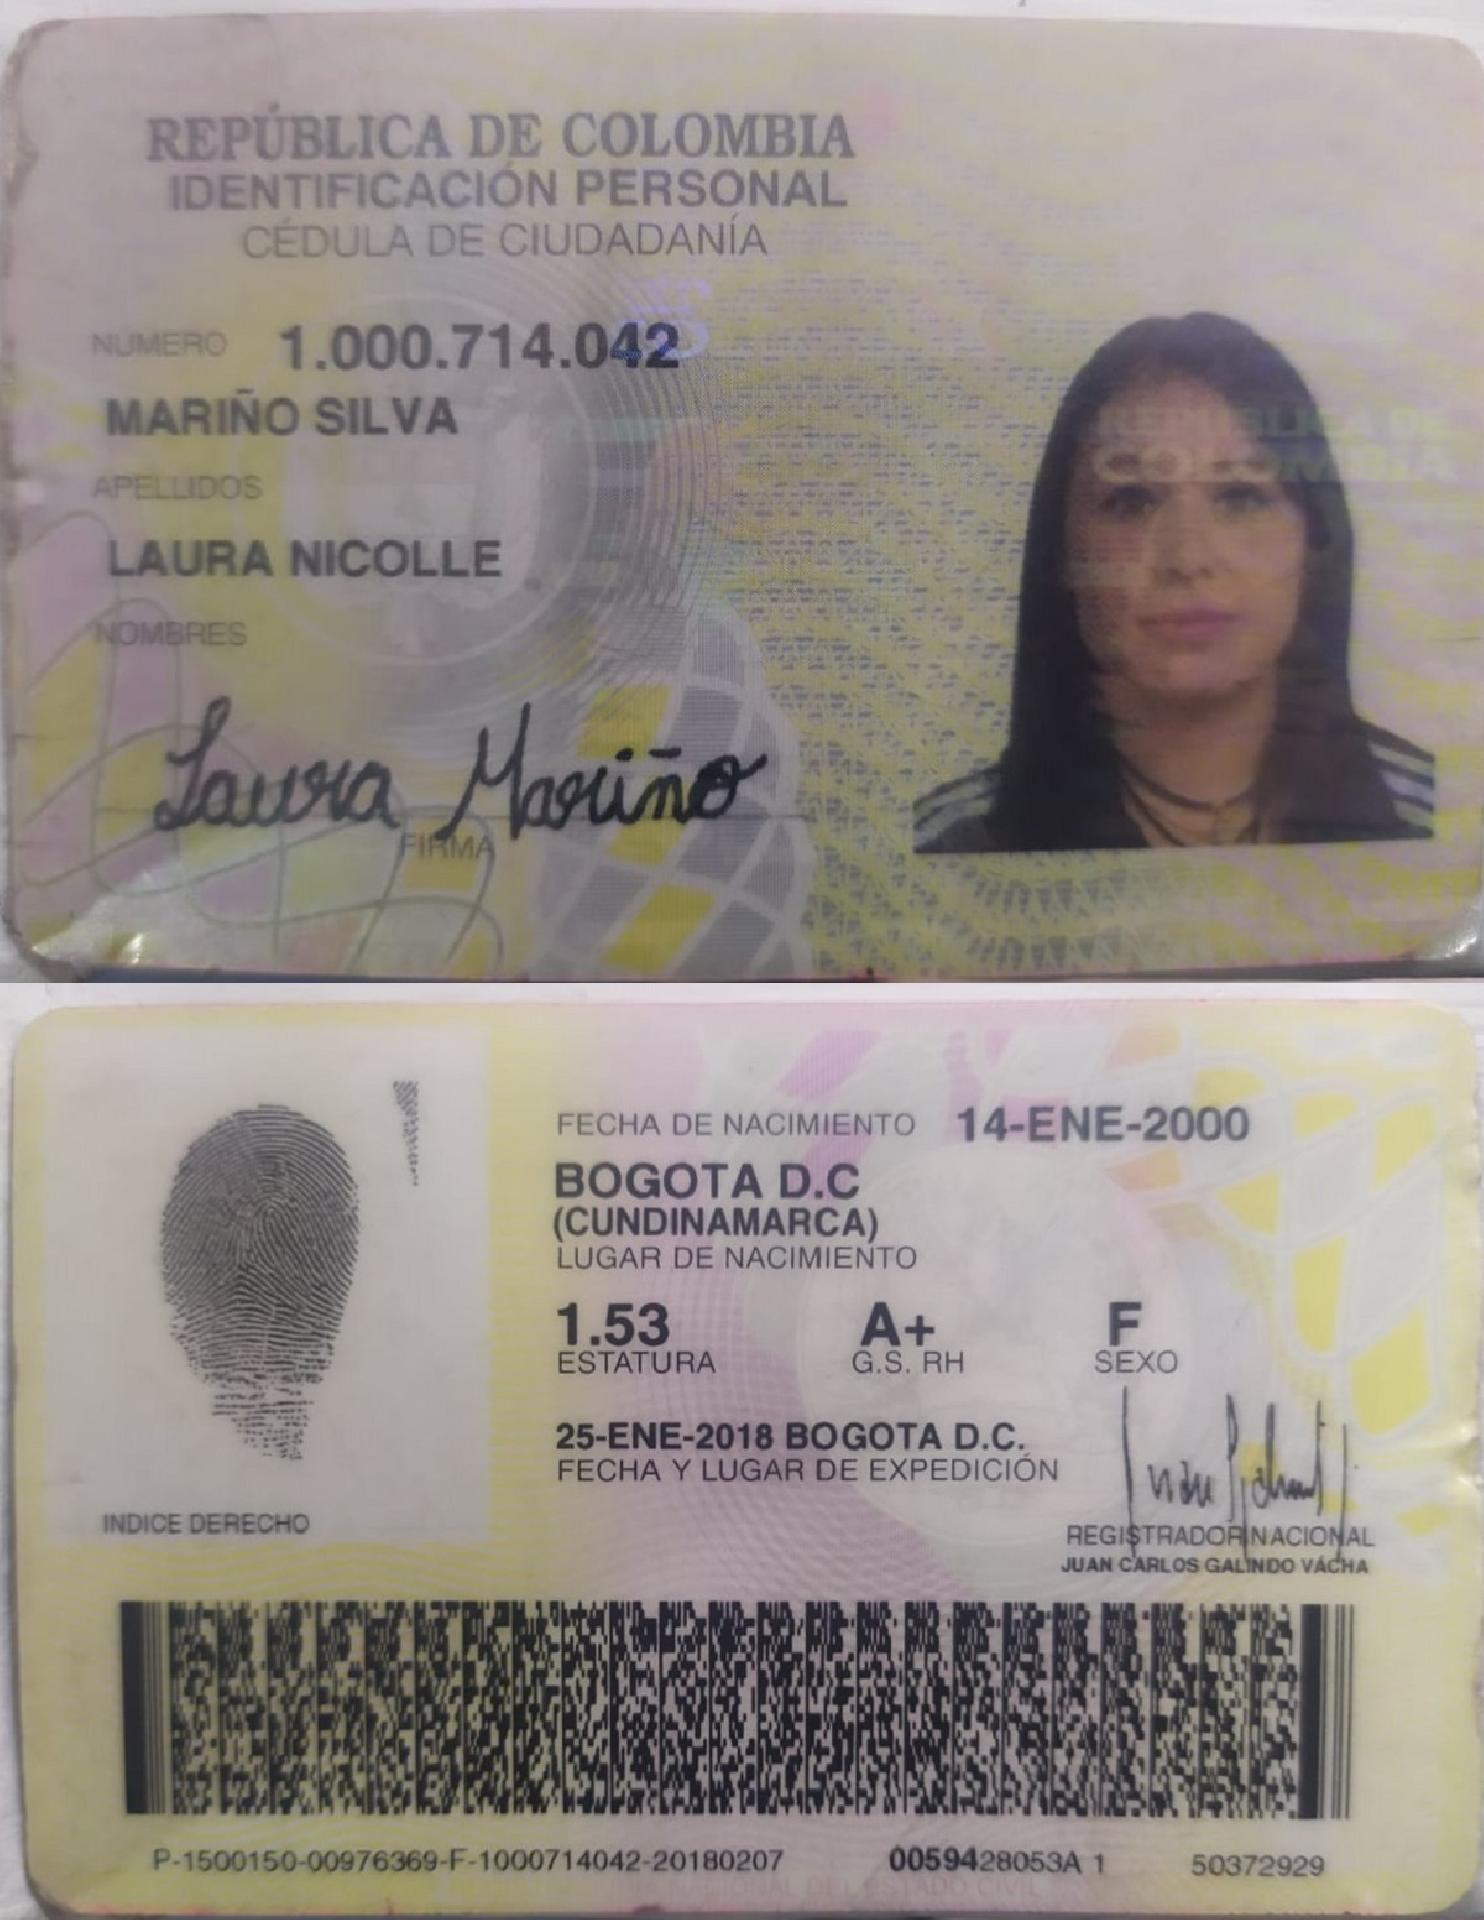 REPÚBLICA DE COLOMBIA
IDENTIFICACIÓN PERSONAL
CÉDULA DE CIUDADANÍA
NUMERO 1.000.714.042
MARIÑO SILVA
APELLIDOS
LAURA NICOLLE
NOMBRES
Laura Mariño
FIRMA
REPÚBLICA DE
COLOMBIA
FECHA DE NACIMIENTO 14-ENE-2000
BOGOTA D.C
(CUNDINAMARCA)
LUGAR DE NACIMIENTO
1.53 A+ F
ESTATURA G.S. RH SEXO
25-ENE-2018 BOGOTA D.C.
FECHA Y LUGAR DE EXPEDICIÓN
INDICE DERECHO
REGISTRADOR NACIONAL
JUAN CARLOS GALINDO VÁCHA
P-1500150-00976369-F-1000714042-20180207 0059428053A 1 50372929